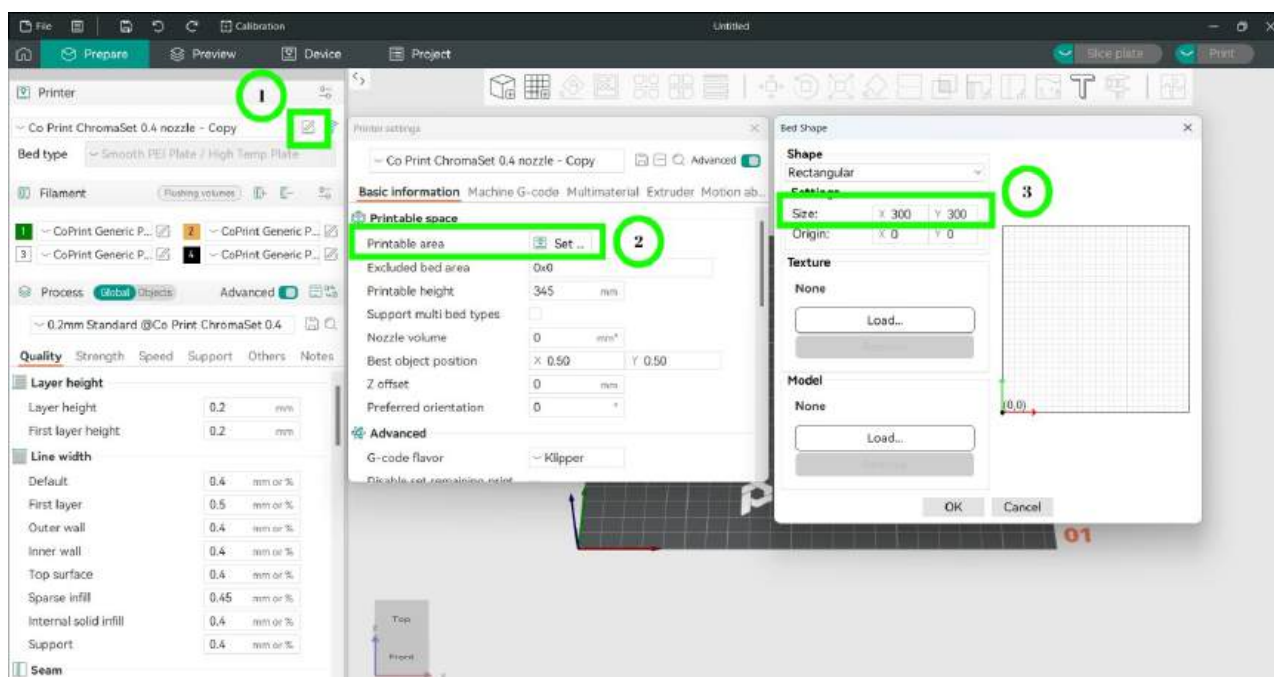 File Calibration Untitled
Prepare Preview Device Project Slice plate Print
Printer
1
Co Print ChromaSet 0.4 nozzle - Copy
Bed type Smooth PEI Plate / High Temp Plate
Filament Flushing volumes
1 CoPrint Generic P... 2 CoPrint Generic P...
3 CoPrint Generic P... 4 CoPrint Generic P...
Process Global Objects Advanced
0.2mm Standard @Co Print ChromaSet 0.4
Quality Strength Speed Support Others Notes
Layer height
Layer height 0.2 mm
First layer height 0.2 mm
Line width
Default 0.4 mm or %
First layer 0.5 mm or %
Outer wall 0.4 mm or %
Inner wall 0.4 mm or %
Top surface 0.4 mm or %
Sparse infill 0.45 mm or %
Internal solid infill 0.4 mm or %
Support 0.4 mm or %
Seam
Printer settings
Co Print ChromaSet 0.4 nozzle - Copy Advanced
Basic information Machine G-code Multimaterial Extruder Motion ab...
Printable space
Printable area Set ...
2
Excluded bed area 0x0
Printable height 345 mm
Support multi bed types
Nozzle volume 0 mm³
Best object position X 0.50 Y 0.50
Z offset 0 mm
Preferred orientation 0 °
Advanced
G-code flavor Klipper
Disable set remaining print
Bed Shape
Shape
Rectangular
Settings
3
Size: X 300 Y 300
Origin: X 0 Y 0
Texture
None
Load...
Model
None
(0,0)
Load...
OK Cancel
01
Top
Front